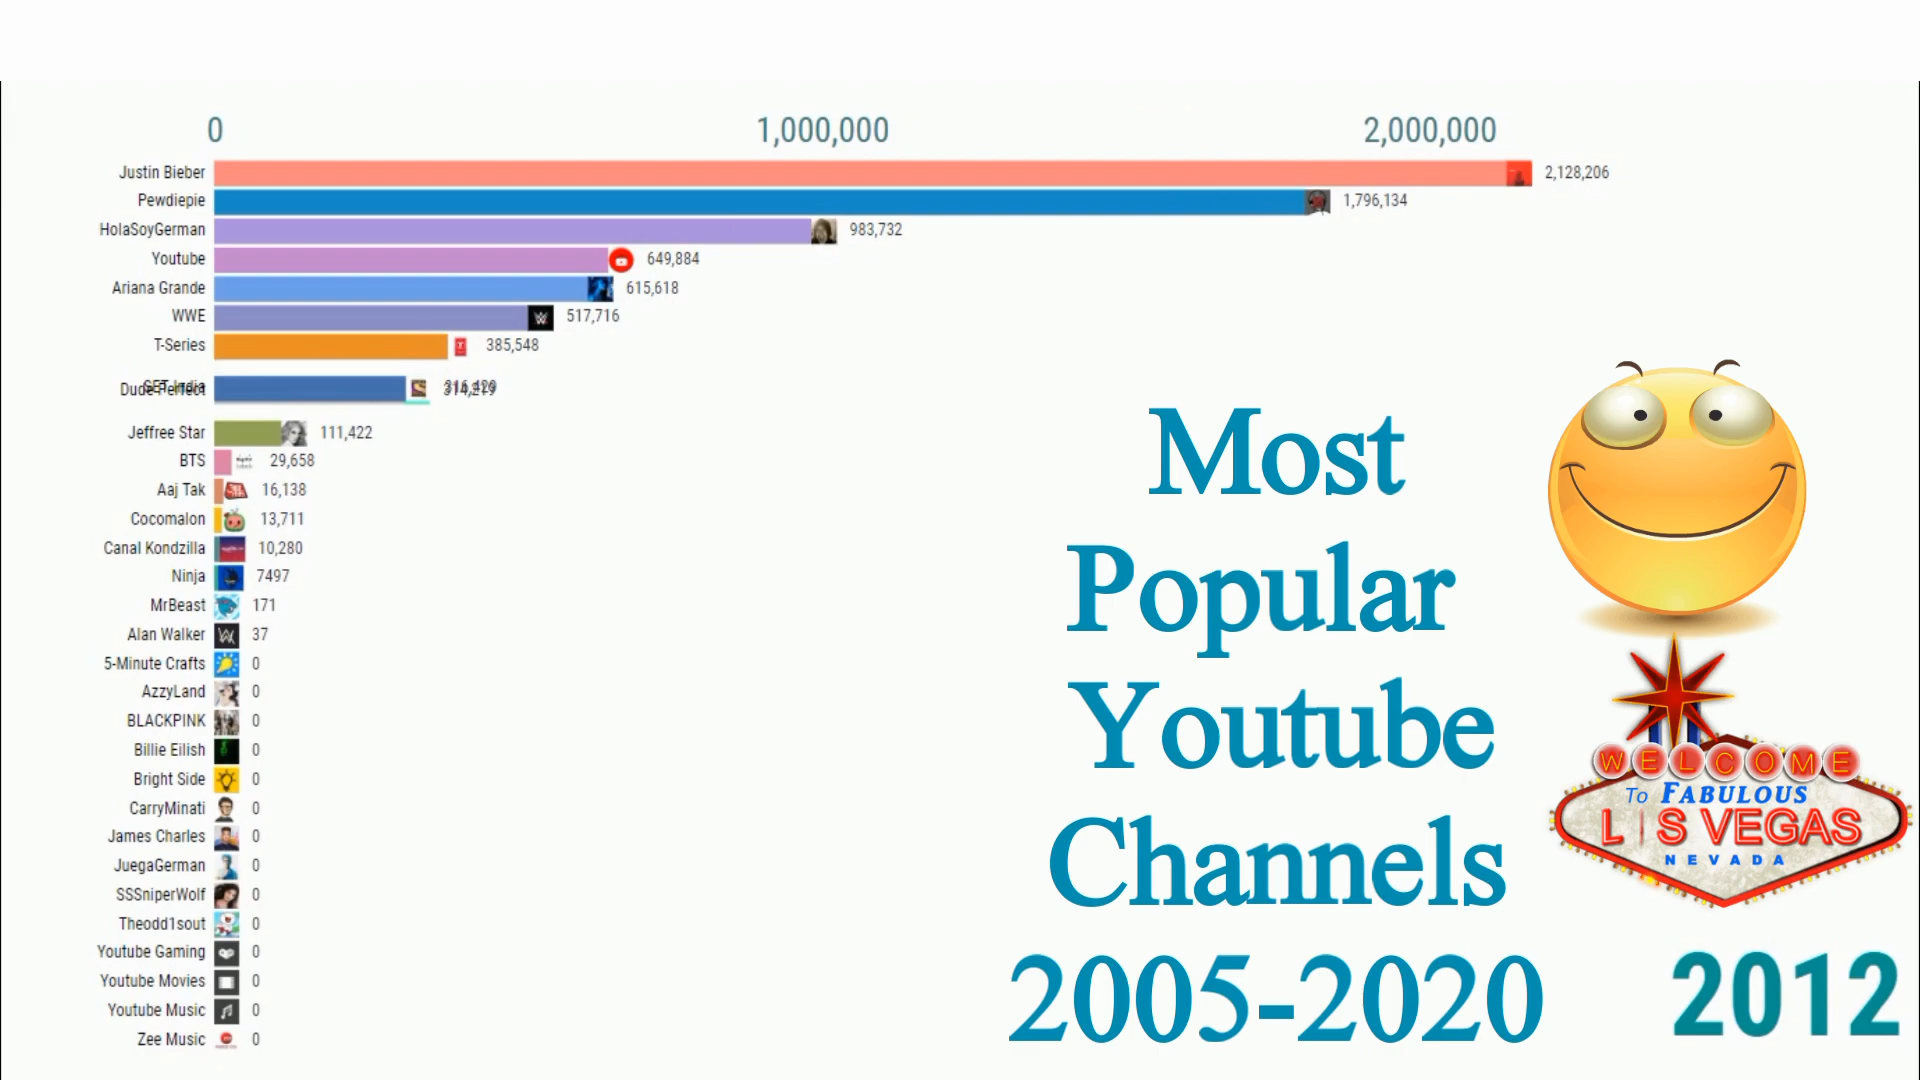 0 1,000,000 2,000,000
Justin Bieber 2,128,206
Pewdiepie 1,796,134
HolaSoyGerman 983,732
Youtube 649,884
Ariana Grande 615,618
WWE 517,716
T-Series 385,548
Dude Perfect
Jeffree Star 111,422
BTS 29,658
Aaj Tak 16,138
Cocomalon 13,711
Canal Kondzilla 10,280
Ninja 7497
MrBeast 171
Alan Walker 37
5-Minute Crafts 0
AzzyLand 0
BLACKPINK 0
Billie Eilish 0
Bright Side 0
CarryMinati 0
James Charles 0
JuegaGerman 0
SSSniperWolf 0
Theodd1sout 0
Youtube Gaming 0
Youtube Movies 0
Youtube Music 0
Zee Music 0
Most
Popular
Youtube
Channels
2005-2020
WELCOME
To FABULOUS
L S VEGAS
NEVADA
2012